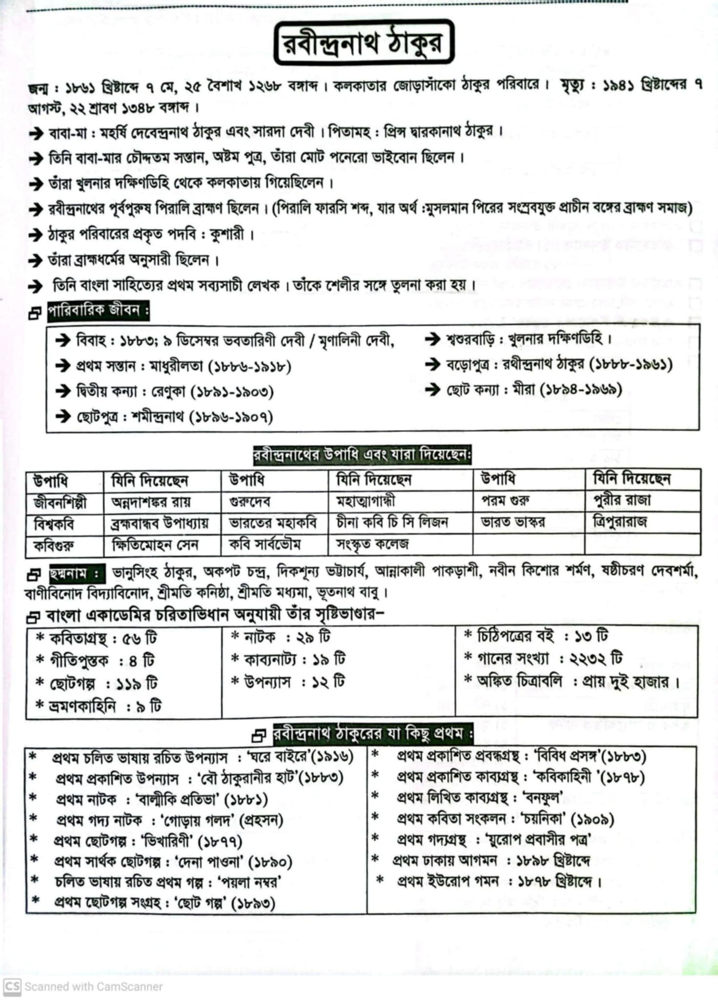 রবীন্দ্রনাথ ঠাকুর
জন্ম : ১৮৬১ খ্রিষ্টাব্দে ৭ মে, ২৫ বৈশাখ ১২৬৮ বঙ্গাব্দ। কলকাতার জোড়াসাঁকো ঠাকুর পরিবারে। মৃত্যু : ১৯৪১ খ্রিষ্টাব্দের ৭
আগস্ট, ২২ শ্রাবণ ১৩৪৮ বঙ্গাব্দ।
➔ বাবা-মা : মহর্ষি দেবেন্দ্রনাথ ঠাকুর এবং সারদা দেবী। পিতামহ : প্রিন্স দ্বারকানাথ ঠাকুর।
➔ তিনি বাবা-মার চৌদ্দতম সন্তান, অষ্টম পুত্র, তাঁরা মোট পনেরো ভাইবোন ছিলেন।
➔ তাঁরা খুলনার দক্ষিণডিহি থেকে কলকাতায় গিয়েছিলেন।
➔ রবীন্দ্রনাথের পূর্বপুরুষ পিরালি ব্রাহ্মণ ছিলেন। (পিরালি ফারসি শব্দ, যার অর্থ :মুসলমান পিরের সংস্রবযুক্ত প্রাচীন বঙ্গের ব্রাহ্মণ সমাজ)
➔ ঠাকুর পরিবারের প্রকৃত পদবি : কুশারী।
➔ তাঁরা ব্রাহ্মধর্মের অনুসারী ছিলেন।
➔ তিনি বাংলা সাহিত্যের প্রথম সব্যসাচী লেখক। তাঁকে শেলীর সঙ্গে তুলনা করা হয়।
পারিবারিক জীবন :
➔ বিবাহ : ১৮৮৩; ৯ ডিসেম্বর ভবতারিণী দেবী / মৃণালিনী দেবী, ➔ শ্বশুরবাড়ি : খুলনার দক্ষিণডিহি।
➔ প্রথম সন্তান : মাধুরীলতা (১৮৮৬-১৯১৮) ➔ বড়োপুত্র : রথীন্দ্রনাথ ঠাকুর (১৮৮৮-১৯৬১)
➔ দ্বিতীয় কন্যা : রেণুকা (১৮৯১-১৯০৩) ➔ ছোট কন্যা : মীরা (১৮৯৪-১৯৬৯)
➔ ছোটপুত্র : শমীন্দ্রনাথ (১৮৯৬-১৯০৭)
রবীন্দ্রনাথের উপাধি এবং যারা দিয়েছেন:
উপাধি যিনি দিয়েছেন উপাধি যিনি দিয়েছেন উপাধি যিনি দিয়েছেন
জীবনশিল্পী অন্নদাশঙ্কর রায় গুরুদেব মহাত্মাগান্ধী পরম গুরু পুরীর রাজা
বিশ্বকবি ব্রহ্মবান্ধব উপাধ্যায় ভারতের মহাকবি চীনা কবি চি সি লিজন ভারত ভাস্কর ত্রিপুরারাজ
কবিগুরু ক্ষিতিমোহন সেন কবি সার্বভৌম সংস্কৃত কলেজ
ছদ্মনাম : ভানুসিংহ ঠাকুর, অকপট চন্দ্র, দিকশূন্য ভট্টাচার্য, আন্নাকালী পাকড়াশী, নবীন কিশোর শর্মণ, ষষ্ঠীচরণ দেবশর্মা,
বাণীবিনোদ বিদ্যাবিনোদ, শ্রীমতি কনিষ্ঠা, শ্রীমতি মধ্যমা, ভূতনাথ বাবু।
বাংলা একাডেমির চরিতাভিধান অনুযায়ী তাঁর সৃষ্টিভাণ্ডার–
* কবিতাগ্রন্থ : ৫৬ টি * নাটক : ২৯ টি * চিঠিপত্রের বই : ১৩ টি
* গীতিপুস্তক : ৪ টি * কাব্যনাট্য : ১৯ টি * গানের সংখ্যা : ২২৩২ টি
* ছোটগল্প : ১১৯ টি * উপন্যাস : ১২ টি * অঙ্কিত চিত্রাবলি : প্রায় দুই হাজার।
* ভ্রমণকাহিনি : ৯ টি
রবীন্দ্রনাথ ঠাকুরের যা কিছু প্রথম :
* প্রথম চলিত ভাষায় রচিত উপন্যাস : ‘ঘরে বাইরে’(১৯১৬) * প্রথম প্রকাশিত প্রবন্ধগ্রন্থ : ‘বিবিধ প্রসঙ্গ’(১৮৮৩)
* প্রথম প্রকাশিত উপন্যাস : ‘বৌ ঠাকুরানীর হাট’(১৮৮৩) * প্রথম প্রকাশিত কাব্যগ্রন্থ : ‘কবিকাহিনী ’(১৮৭৮)
* প্রথম নাটক : ‘বাল্মীকি প্রতিভা’ (১৮৮১) * প্রথম লিখিত কাব্যগ্রন্থ : ‘বনফুল’
* প্রথম গদ্য নাটক : ‘গোড়ায় গলদ’ (প্রহসন) * প্রথম কবিতা সংকলন : ‘চয়নিকা’ (১৯০৯)
* প্রথম ছোটগল্প : ‘ভিখারিণী’ (১৮৭৭) * প্রথম গদ্যগ্রন্থ : ‘য়ুরোপ প্রবাসীর পত্র’
* প্রথম সার্থক ছোটগল্প : ‘দেনা পাওনা’ (১৮৯০) * প্রথম ঢাকায় আগমন : ১৮৯৮ খ্রিষ্টাব্দে
* চলিত ভাষায় রচিত প্রথম গল্প : ‘পয়লা নম্বর’ * প্রথম ইউরোপ গমন : ১৮৭৮ খ্রিষ্টাব্দে।
* প্রথম ছোটগল্প সংগ্রহ : ‘ছোট গল্প’ (১৮৯৩)
CS Scanned with CamScanner